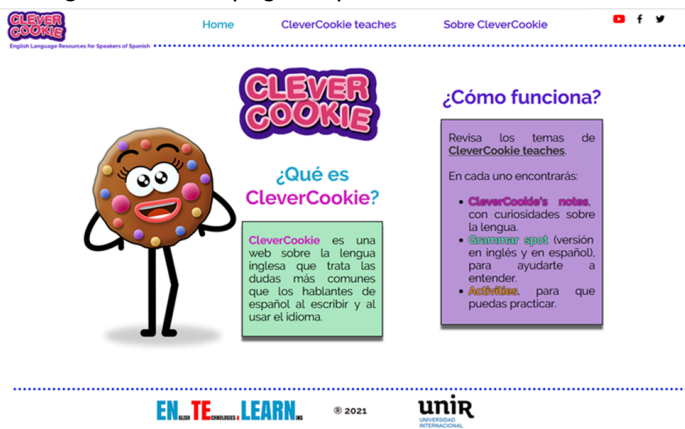 CLEVER
COOKIE
English Language Resources for Speakers of Spanish
Home
CleverCookie teaches
Sobre CleverCookie
CLEVER
COOKIE
¿Qué es
CleverCookie?
CleverCookie es una
web sobre la lengua
inglesa que trata las
dudas más comunes
que los hablantes de
español al escribir y al
usar el idioma.
¿Cómo funciona?
Revisa los temas de
CleverCookie teaches.
En cada uno encontrarás:
CleverCookie's notes,
con curiosidades sobre
la lengua.
Grammar spot (versión
en inglés y en español),
para ayudarte a
entender.
Activities, para que
puedas practicar.
ENGLISH TECHNOLOGIES & LEARNING
® 2021
unir
UNIVERSIDAD
INTERNACIONAL